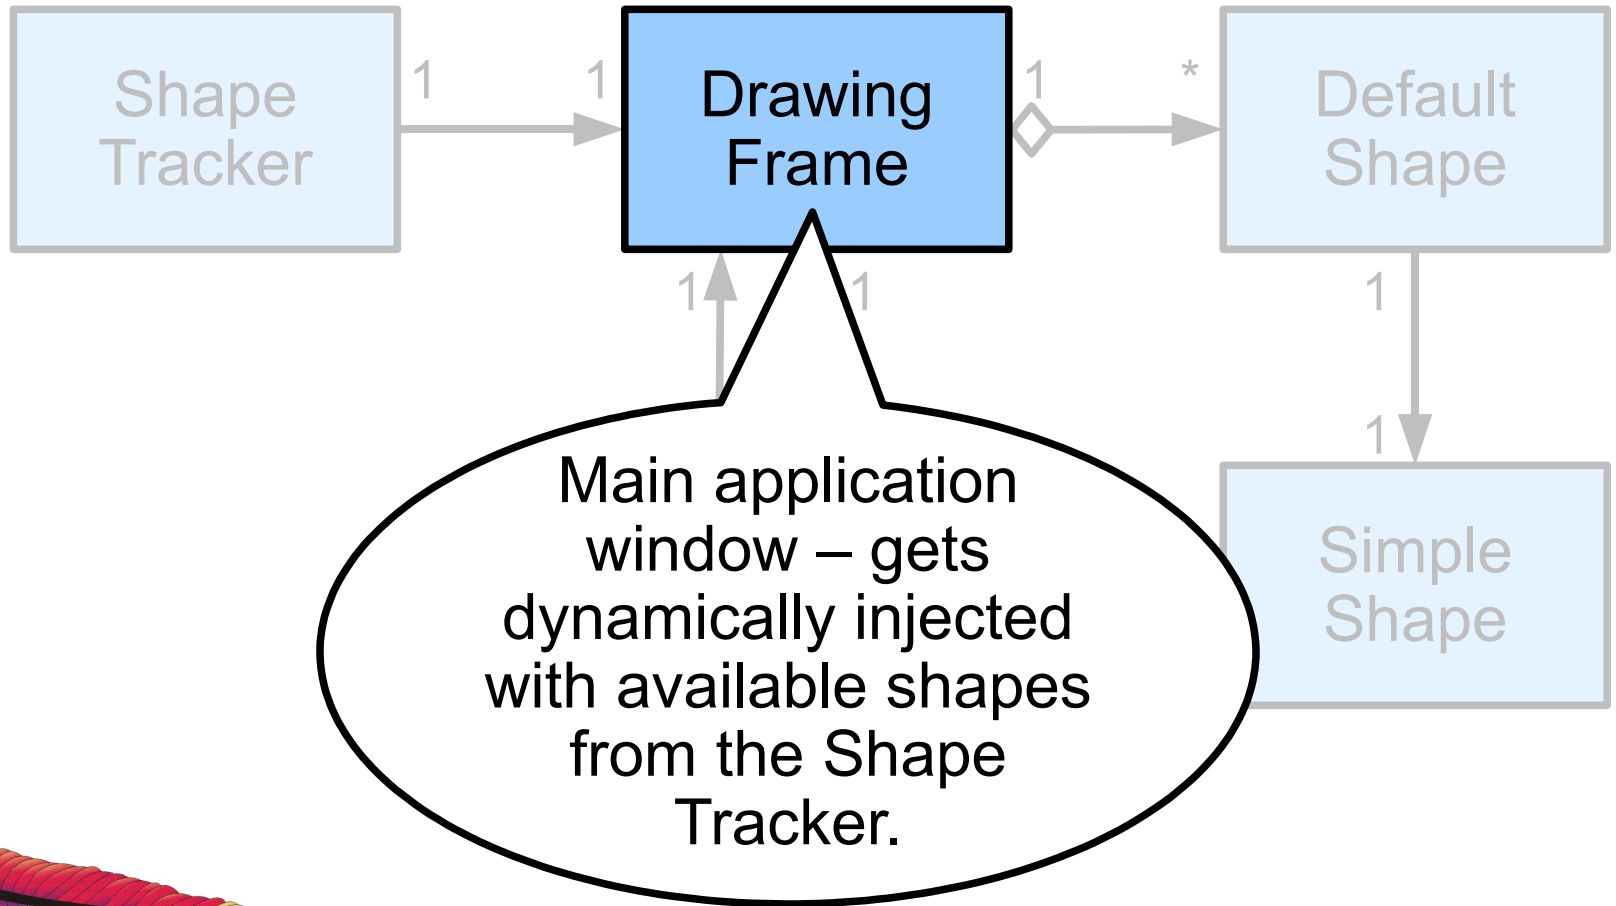 Shape
Tracker
1
1
Drawing
Frame
1
*
Default
Shape
1
1
1
1
Main application
window – gets
dynamically injected
with available shapes
from the Shape
Tracker.
Simple
Shape